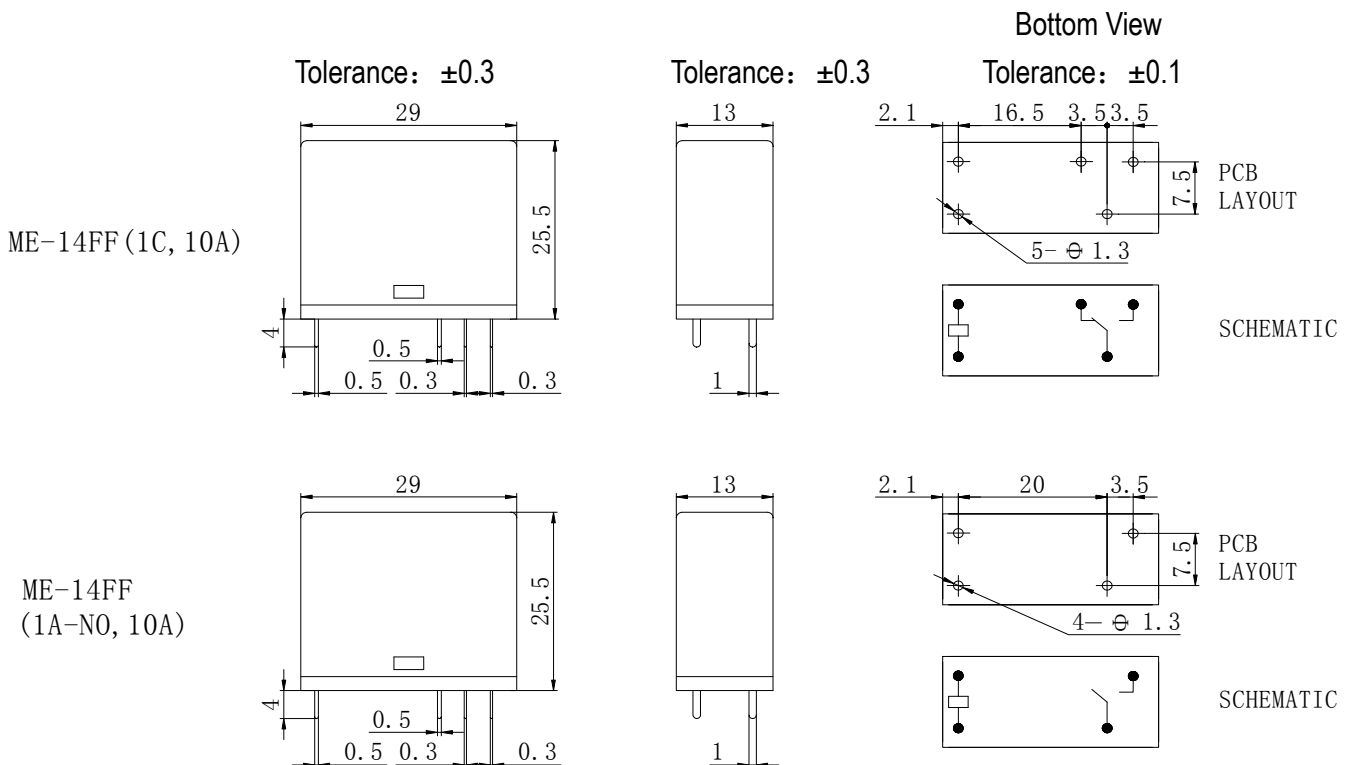 Bottom View
Tolerance： ±0.3
Tolerance： ±0.3
Tolerance： ±0.1
29
13
2.1 16.5 3.5 3.5
ME-14FF(1C,10A)
25.5
7.5
PCB
LAYOUT
5- Φ 1.3
4
0.5
0.5 0.3 0.3
1
SCHEMATIC
29
13
2.1 20 3.5
ME-14FF
(1A-NO,10A)
25.5
7.5
PCB
LAYOUT
4- Φ 1.3
4
0.5
0.5 0.3 0.3
1
SCHEMATIC